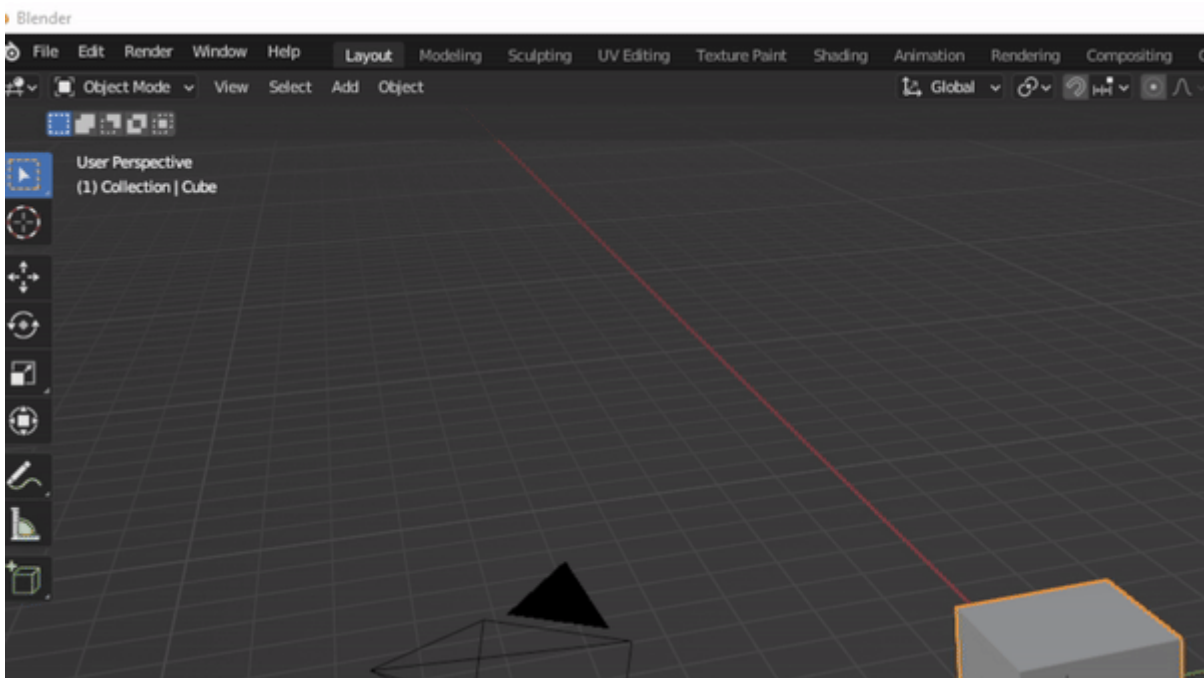 Blender
File Edit Render Window Help Layout Modeling Sculpting UV Editing Texture Paint Shading Animation Rendering Compositing
Object Mode View Select Add Object Global
User Perspective
(1) Collection | Cube